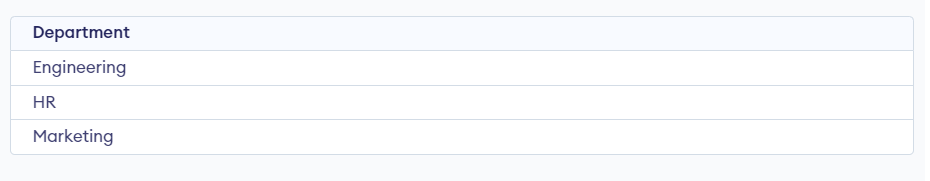 Department
Engineering
HR
Marketing